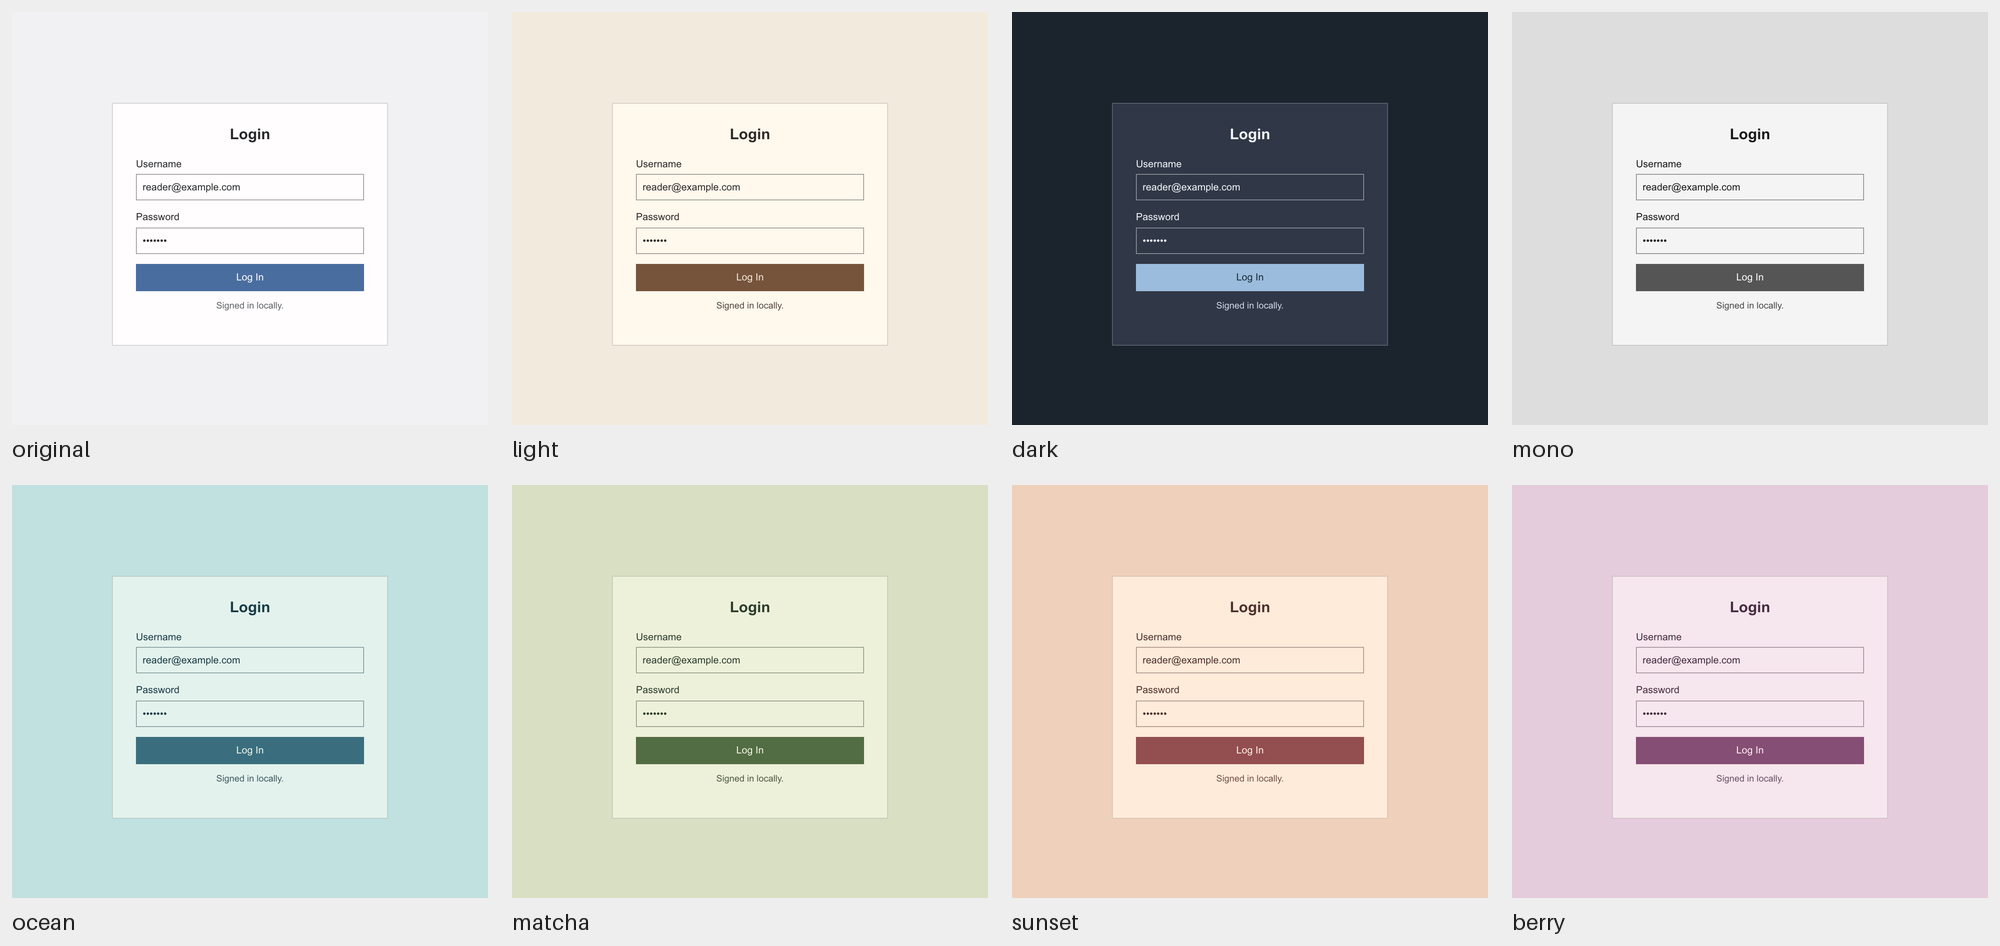 Login
Username
reader@example.com
Password
•••••••
Log In
Signed in locally.
original
Login
Username
reader@example.com
Password
•••••••
Log In
Signed in locally.
light
Login
Username
reader@example.com
Password
•••••••
Log In
Signed in locally.
dark
Login
Username
reader@example.com
Password
•••••••
Log In
Signed in locally.
mono
Login
Username
reader@example.com
Password
•••••••
Log In
Signed in locally.
ocean
Login
Username
reader@example.com
Password
•••••••
Log In
Signed in locally.
matcha
Login
Username
reader@example.com
Password
•••••••
Log In
Signed in locally.
sunset
Login
Username
reader@example.com
Password
•••••••
Log In
Signed in locally.
berry